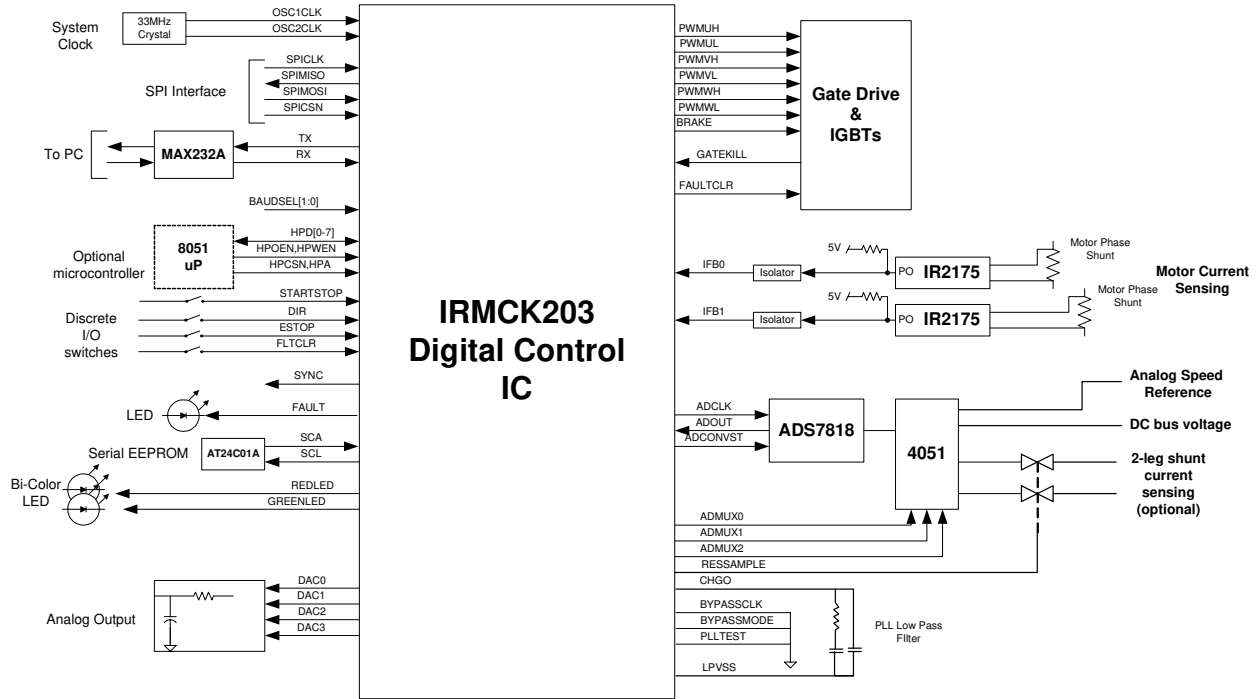 System
Clock
33MHz
Crystal
OSC1CLK
OSC2CLK
SPI Interface
SPICLK
SPIMISO
SPIMOSI
SPICSN
To PC
MAX232A
TX
RX
BAUDSEL[1:0]
Optional
microcontroller
8051
uP
HPD[0-7]
HPOEN,HPWEN
HPCSN,HPA
Discrete
I/O
switches
STARTSTOP
DIR
ESTOP
FLTCLR
SYNC
LED
FAULT
Serial EEPROM
AT24C01A
SCA
SCL
Bi-Color
LED
REDLED
GREENLED
Analog Output
DAC0
DAC1
DAC2
DAC3
IRMCK203
Digital Control
IC
PWMUH
PWMUL
PWMVH
PWMVL
PWMWH
PWMWL
BRAKE
GATEKILL
FAULTCLR
Gate Drive
&
IGBTs
IFB0
Isolator
5V
PO
IR2175
Motor Phase
Shunt
IFB1
Isolator
5V
PO
IR2175
Motor Phase
Shunt
Motor Current
Sensing
ADCLK
ADOUT
ADCONVST
ADS7818
4051
Analog Speed
Reference
DC bus voltage
2-leg shunt
current
sensing
(optional)
ADMUX0
ADMUX1
ADMUX2
RESSAMPLE
CHGO
BYPASSCLK
BYPASSMODE
PLLTEST
LPVSS
PLL Low Pass
FIlter